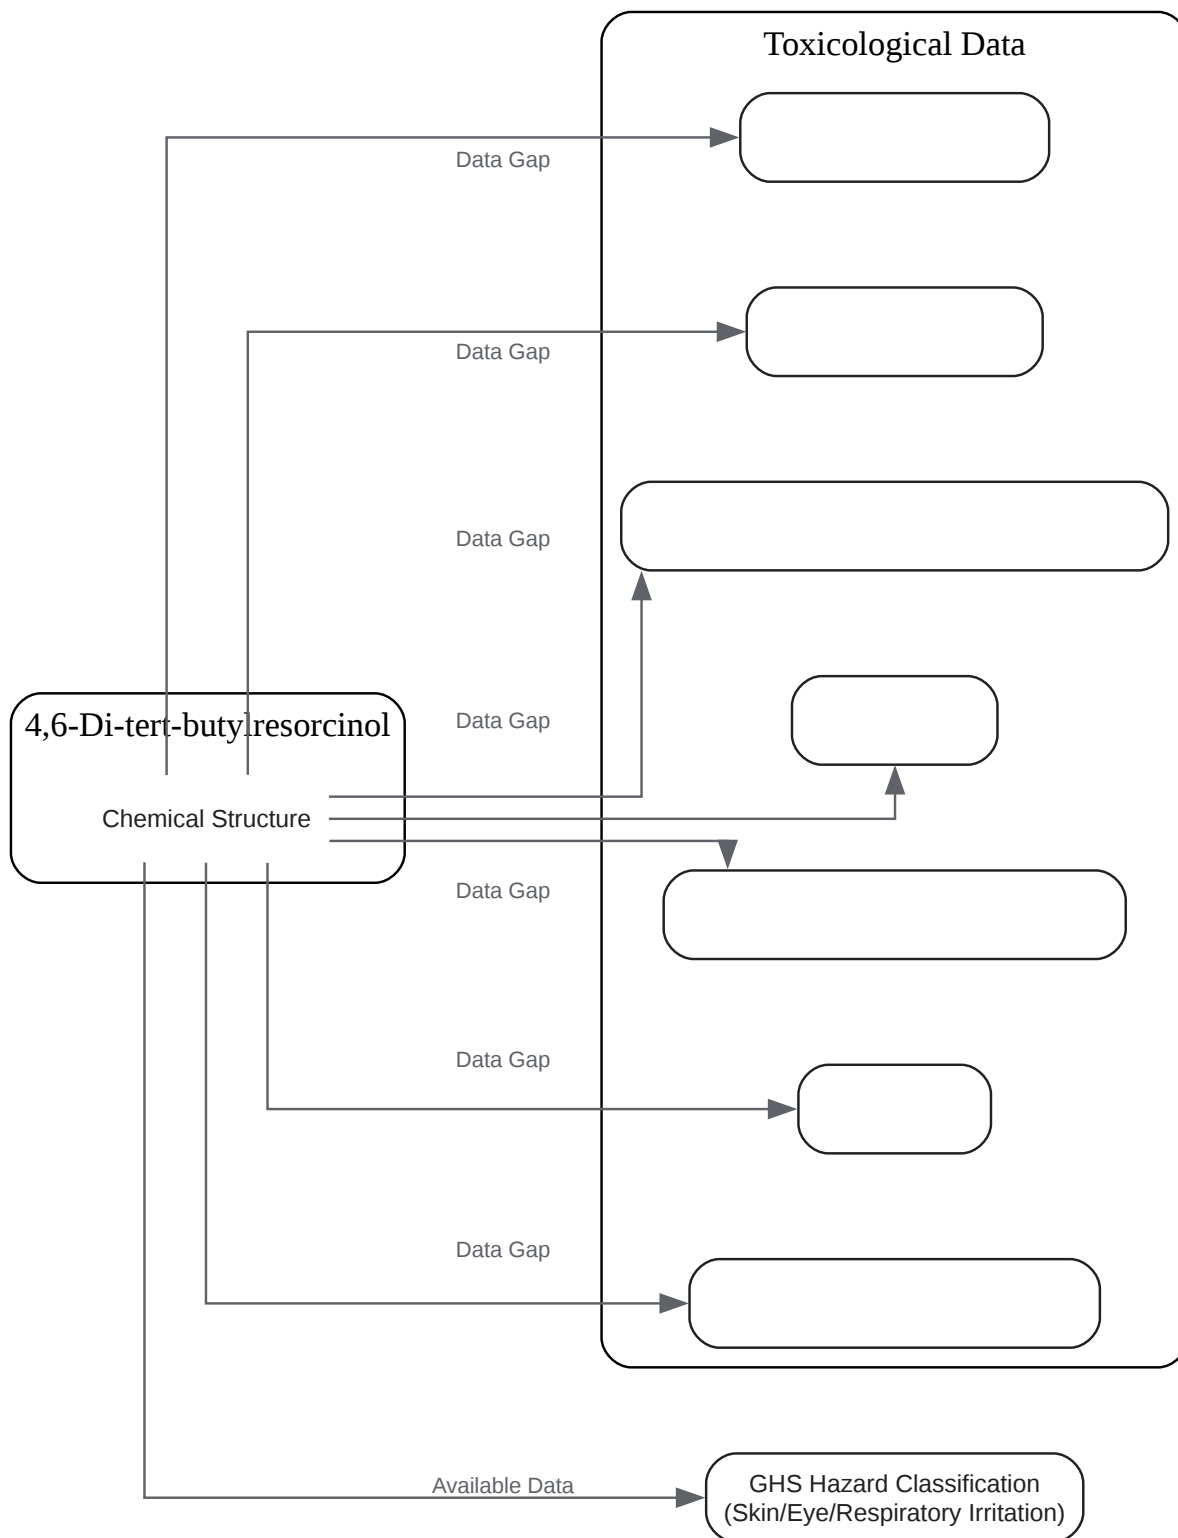 Toxicological Data
Data Gap
Data Gap
Data Gap
Data Gap
4,6-Di-tert-butylresorcinol
Chemical Structure
Data Gap
Data Gap
Data Gap
Available Data
GHS Hazard Classification
(Skin/Eye/Respiratory Irritation)